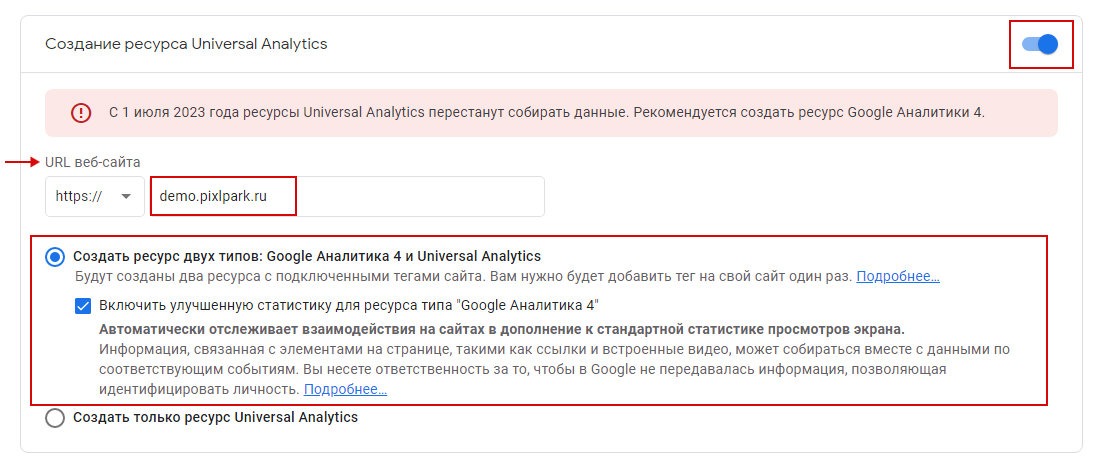 Создание ресурса Universal Analytics
С 1 июля 2023 года ресурсы Universal Analytics перестанут собирать данные. Рекомендуется создать ресурс Google Аналитики 4.
URL веб-сайта
https:// demo.pixlpark.ru
Создать ресурс двух типов: Google Аналитика 4 и Universal Analytics
Будут созданы два ресурса с подключенными тегами сайта. Вам нужно будет добавить тег на свой сайт один раз. Подробнее…
Включить улучшенную статистику для ресурса типа "Google Аналитика 4"
Автоматически отслеживает взаимодействия на сайтах в дополнение к стандартной статистике просмотров экрана.
Информация, связанная с элементами на странице, такими как ссылки и встроенные видео, может собираться вместе с данными по
соответствующим событиям. Вы несете ответственность за то, чтобы в Google не передавалась информация, позволяющая
идентифицировать личность. Подробнее…
Создать только ресурс Universal Analytics